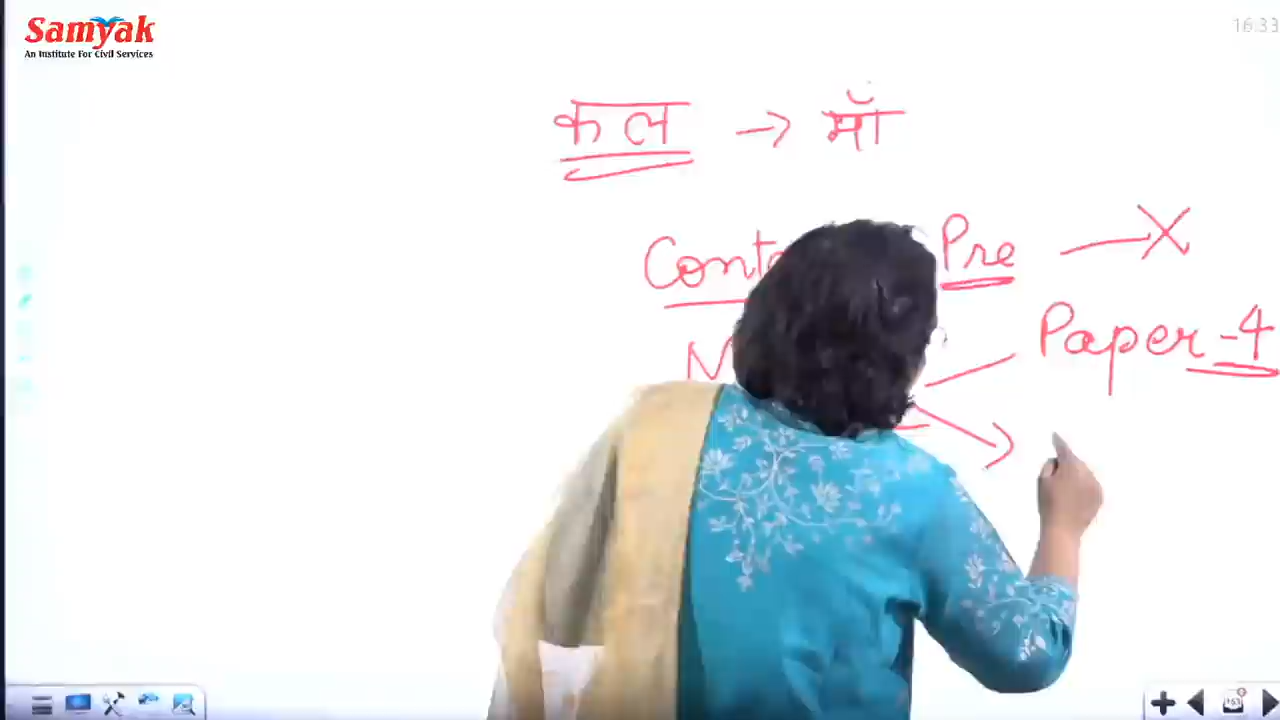 Samyak
An Institute For Civil Services
16:33
कल → माँ
Pre — X
Paper-4